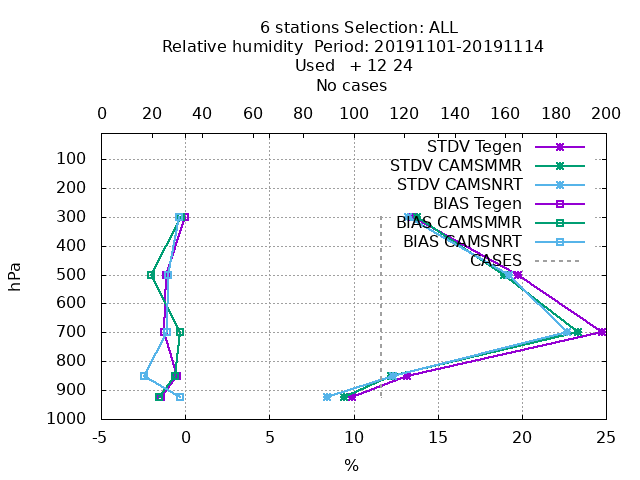 6 stations Selection: ALL
Relative humidity  Period: 20191101-20191114
Used   + 12 24
No cases
0 20 40 60 80 100 120 140 160 180 200
STDV Tegen
STDV CAMSMMR
STDV CAMSNRT
BIAS Tegen
BIAS CAMSMMR
BIAS CAMSNRT
CASES
hPa
100
200
300
400
500
600
700
800
900
1000
-5 0 5 10 15 20 25
%